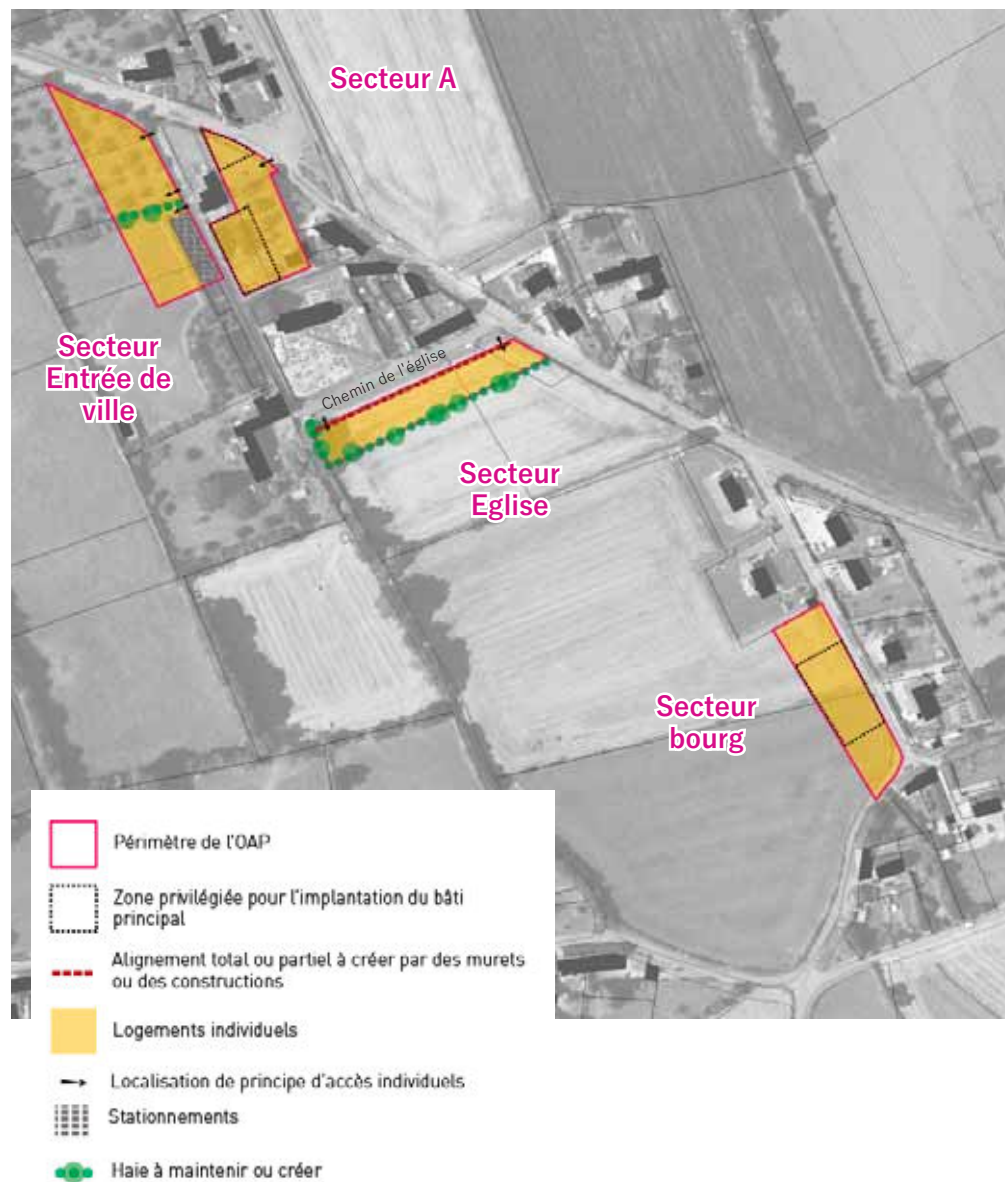 Secteur A
Secteur
Entrée de
ville
Chemin de l'église
Secteur
Eglise
Secteur
bourg
Périmètre de l'OAP
Zone privilégiée pour l'implantation du bâti
principal
Alignement total ou partiel à créer par des murets
ou des constructions
Logements individuels
Localisation de principe d'accès individuels
Stationnements
Haie à maintenir ou créer